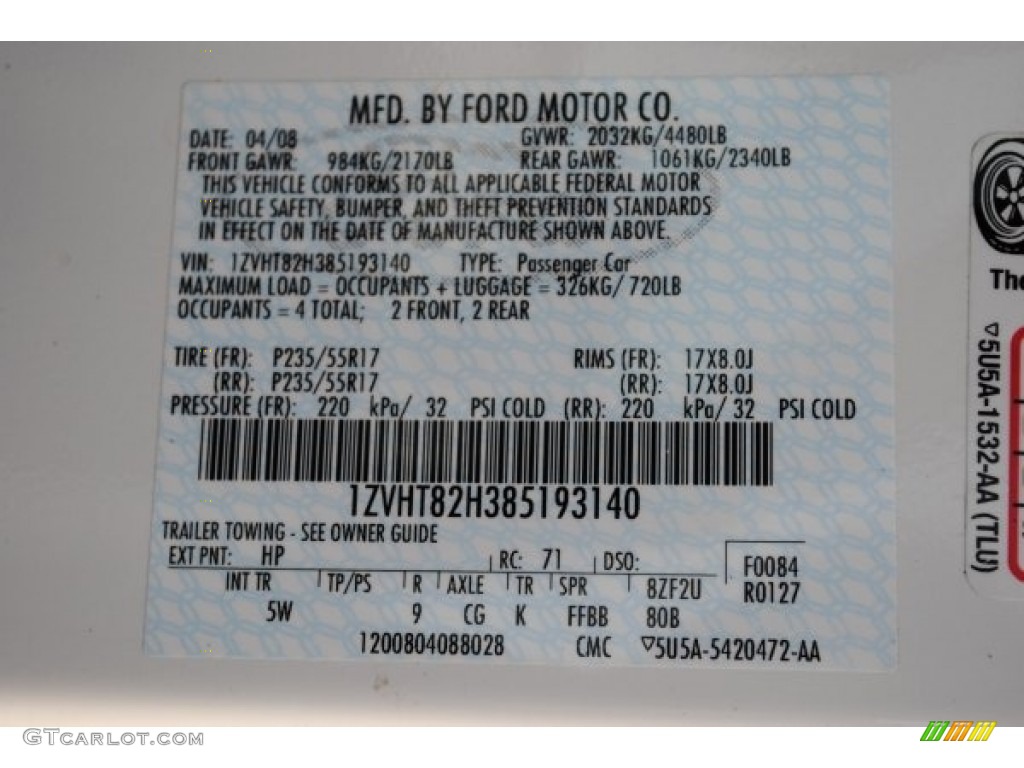 MFD. BY FORD MOTOR CO.
DATE: 04/08 GVWR: 2032KG/4480LB
FRONT GAWR: 984KG/2170LB REAR GAWR: 1061KG/2340LB
THIS VEHICLE CONFORMS TO ALL APPLICABLE FEDERAL MOTOR
VEHICLE SAFETY, BUMPER, AND THEFT PREVENTION STANDARDS
IN EFFECT ON THE DATE OF MANUFACTURE SHOWN ABOVE.
VIN: 1ZVHT82H385193140 TYPE: Passenger Car
MAXIMUM LOAD = OCCUPANTS + LUGGAGE = 326KG/ 720LB
OCCUPANTS = 4 TOTAL; 2 FRONT, 2 REAR
TIRE (FR): P235/55R17 RIMS (FR): 17X8.0J
(RR): P235/55R17 (RR): 17X8.0J
PRESSURE (FR): 220 kPa/ 32 PSI COLD (RR): 220 kPa/ 32 PSI COLD
1ZVHT82H385193140
TRAILER TOWING - SEE OWNER GUIDE
EXT PNT: HP RC: 71 DSO: F0084
INT TR TP/PS R AXLE TR SPR 8ZF2U R0127
5W 9 CG K FFBB 80B
1200804088028 CMC ▽5U5A-5420472-AA
The
▽5U5A-1532-AA (TLU)
GTCARLOT.COM